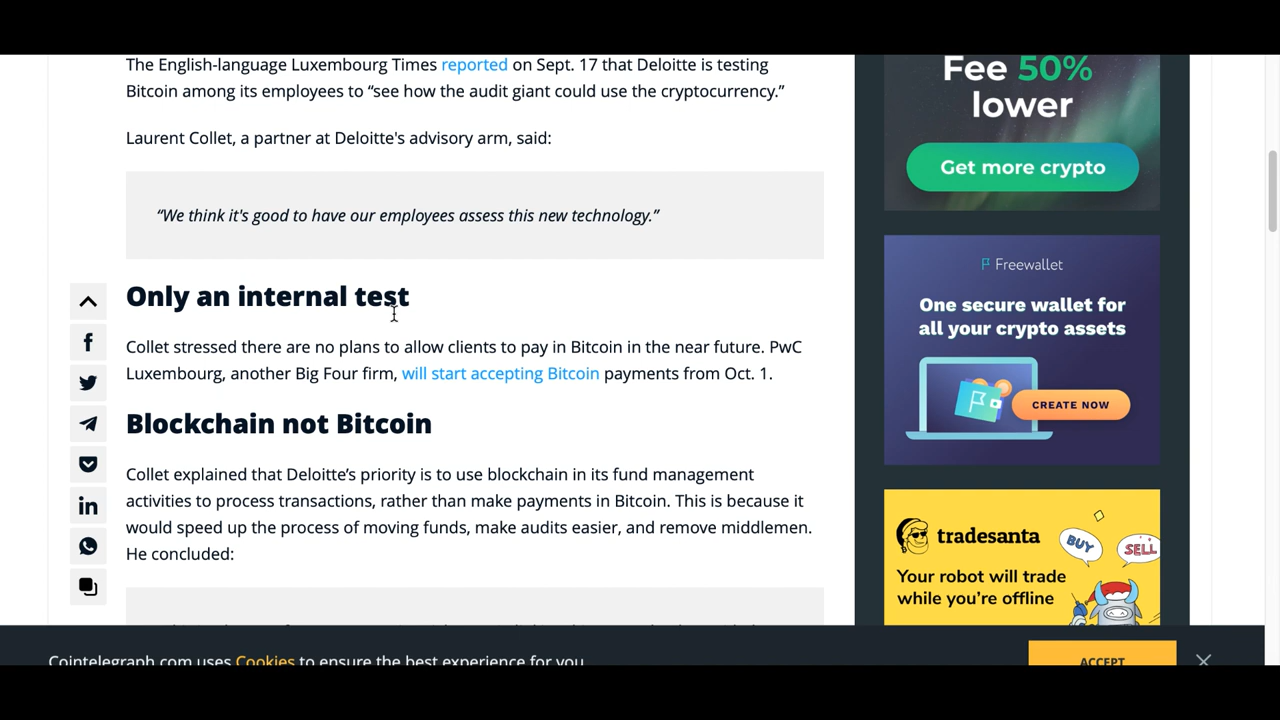 The English-language Luxembourg Times reported on Sept. 17 that Deloitte is testing
Bitcoin among its employees to “see how the audit giant could use the cryptocurrency.”
Laurent Collet, a partner at Deloitte's advisory arm, said:
“We think it's good to have our employees assess this new technology.”
Only an internal test
Collet stressed there are no plans to allow clients to pay in Bitcoin in the near future. PwC
Luxembourg, another Big Four firm, will start accepting Bitcoin payments from Oct. 1.
Blockchain not Bitcoin
Collet explained that Deloitte’s priority is to use blockchain in its fund management
activities to process transactions, rather than make payments in Bitcoin. This is because it
would speed up the process of moving funds, make audits easier, and remove middlemen.
He concluded:
Fee 50%
lower
Get more crypto
Freewallet
One secure wallet for
all your crypto assets
CREATE NOW
tradesanta
BUY
SELL
Your robot will trade
while you’re offline
Cointelegraph.com uses Cookies to ensure the best experience for you
ACCEPT